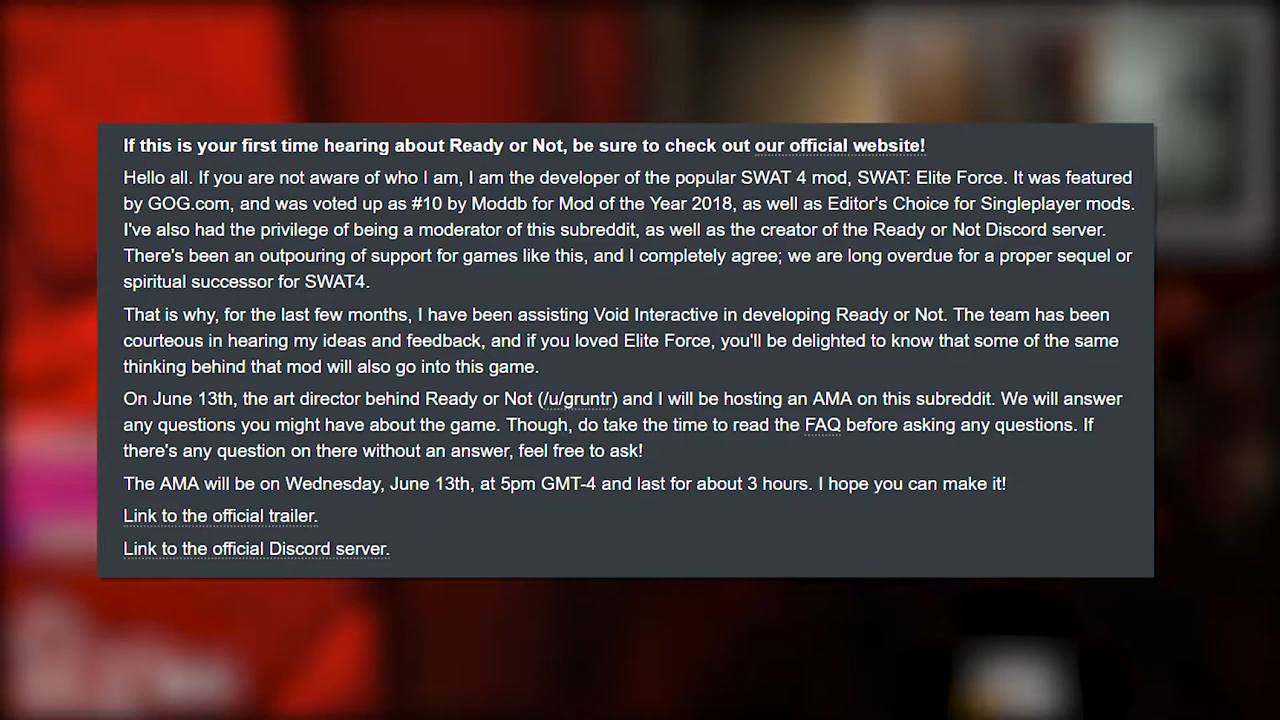 If this is your first time hearing about Ready or Not, be sure to check out our official website!
Hello all. If you are not aware of who I am, I am the developer of the popular SWAT 4 mod, SWAT: Elite Force. It was featured
by GOG.com, and was voted up as #10 by Moddb for Mod of the Year 2018, as well as Editor's Choice for Singleplayer mods.
I've also had the privilege of being a moderator of this subreddit, as well as the creator of the Ready or Not Discord server.
There's been an outpouring of support for games like this, and I completely agree; we are long overdue for a proper sequel or
spiritual successor for SWAT4.
That is why, for the last few months, I have been assisting Void Interactive in developing Ready or Not. The team has been
courteous in hearing my ideas and feedback, and if you loved Elite Force, you'll be delighted to know that some of the same
thinking behind that mod will also go into this game.
On June 13th, the art director behind Ready or Not (/u/gruntr) and I will be hosting an AMA on this subreddit. We will answer
any questions you might have about the game. Though, do take the time to read the FAQ before asking any questions. If
there's any question on there without an answer, feel free to ask!
The AMA will be on Wednesday, June 13th, at 5pm GMT-4 and last for about 3 hours. I hope you can make it!
Link to the official trailer.
Link to the official Discord server.